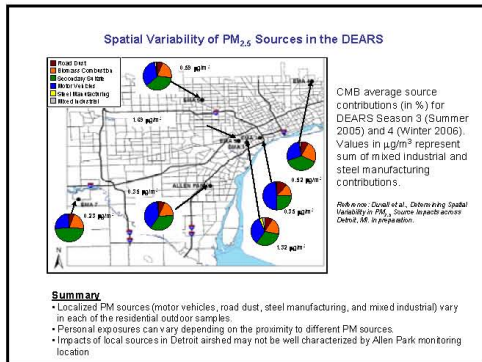 Spatial Variability of PM2.5 Sources in the DEARS
Road Dust
Biomass Combustion
Secondary Sulfate
Motor Vehicles
Steel Manufacturing
Mixed Industrial
0.59 µg/m³
1.03 µg/m³
ALLEN PARK
EMA 7
0.35 µg/m³
0.23 µg/m³
0.52 µg/m³
0.35 µg/m³
1.32 µg/m³
N
CMB average source
contributions (in %) for
DEARS Season 3 (Summer
2005) and 4 (Winter 2006).
Values in µg/m³ represent
sum of mixed industrial and
steel manufacturing
contributions.
Reference: Duvall et al., Determining Spatial
Variability in PM2.5 Source Impacts across
Detroit, MI. In preparation.
Summary
• Localized PM sources (motor vehicles, road dust, steel manufacturing, and mixed industrial) vary
in each of the residential outdoor samples.
• Personal exposures can vary depending on the proximity to different PM sources.
• Impacts of local sources in Detroit airshed may not be well characterized by Allen Park monitoring
location